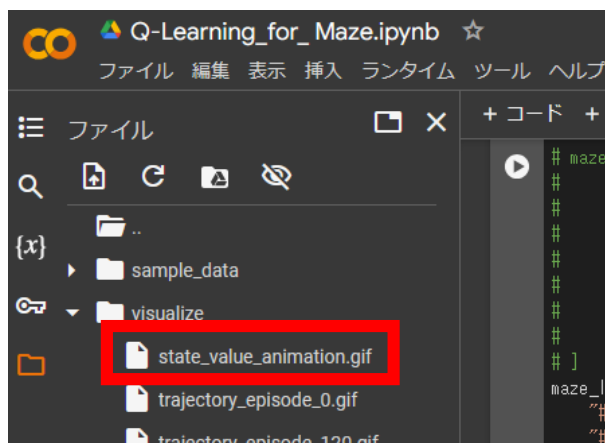 Q-Learning_for_ Maze.ipynb
ファイル 編集 表示 挿入 ランタイム ツール ヘルプ
ファイル
+ コード +
..
sample_data
{x}
visualize
state_value_animation.gif
trajectory_episode_0.gif
trajectory_episode_120.gif
# maze
#
#
#
#
#
#
# ]
maze_l
"#
"#